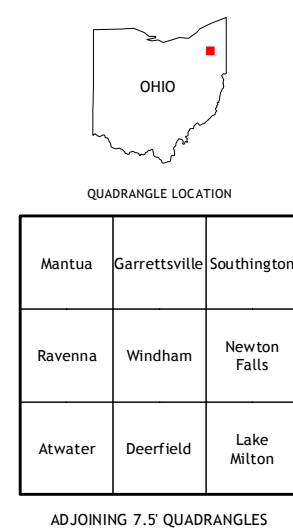 OHIO
QUADRANGLE LOCATION
Mantua Garrettsville Southington
Ravenna Windham Newton Falls
Atwater Deerfield Lake Milton
ADJOINING 7.5' QUADRANGLES